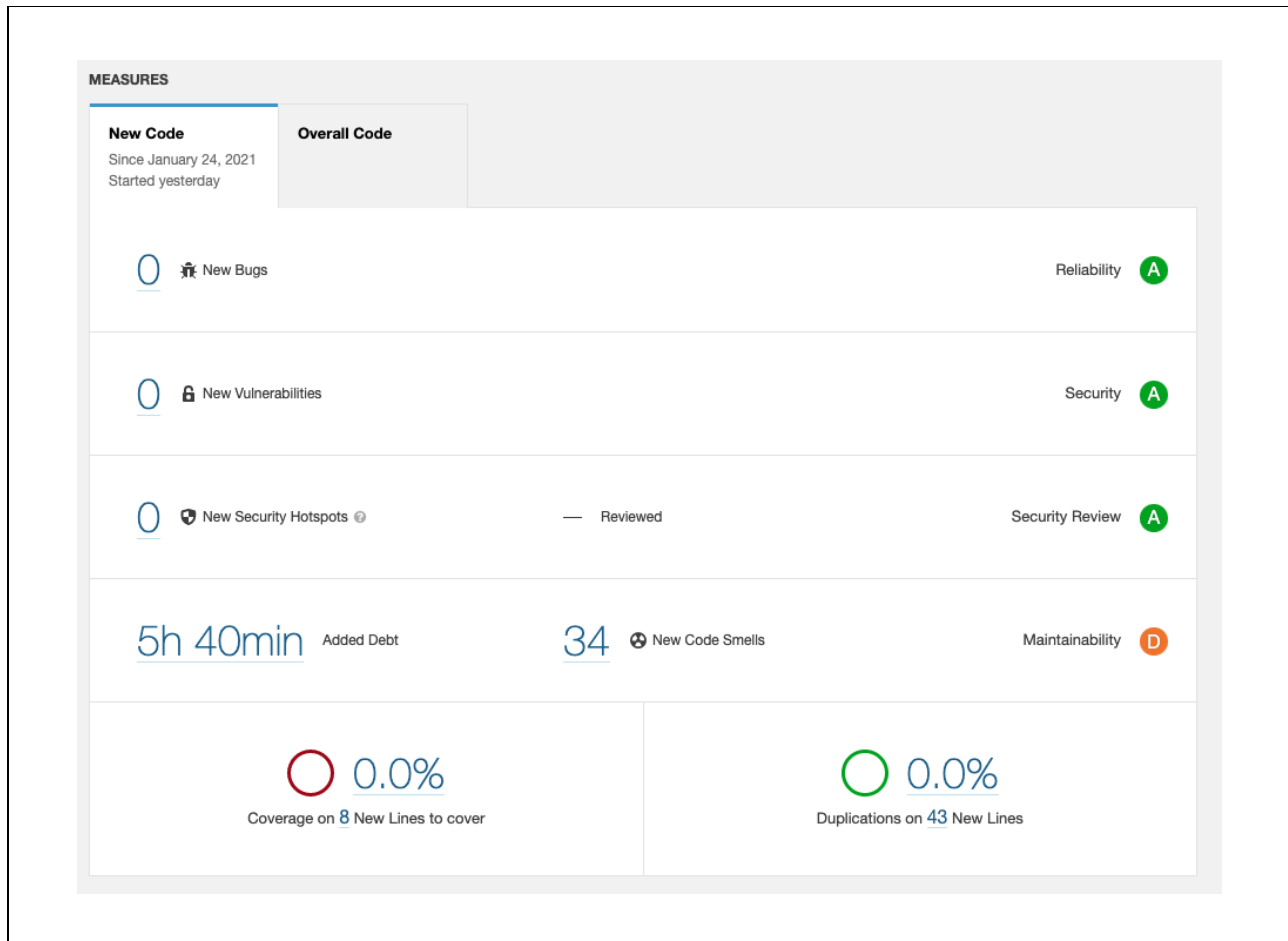 MEASURES
New Code
Since January 24, 2021
Started yesterday
Overall Code
0 New Bugs
Reliability A
0 New Vulnerabilities
Security A
0 New Security Hotspots ?
— Reviewed
Security Review A
5h 40min Added Debt
34 New Code Smells
Maintainability D
0.0%
Coverage on 8 New Lines to cover
0.0%
Duplications on 43 New Lines